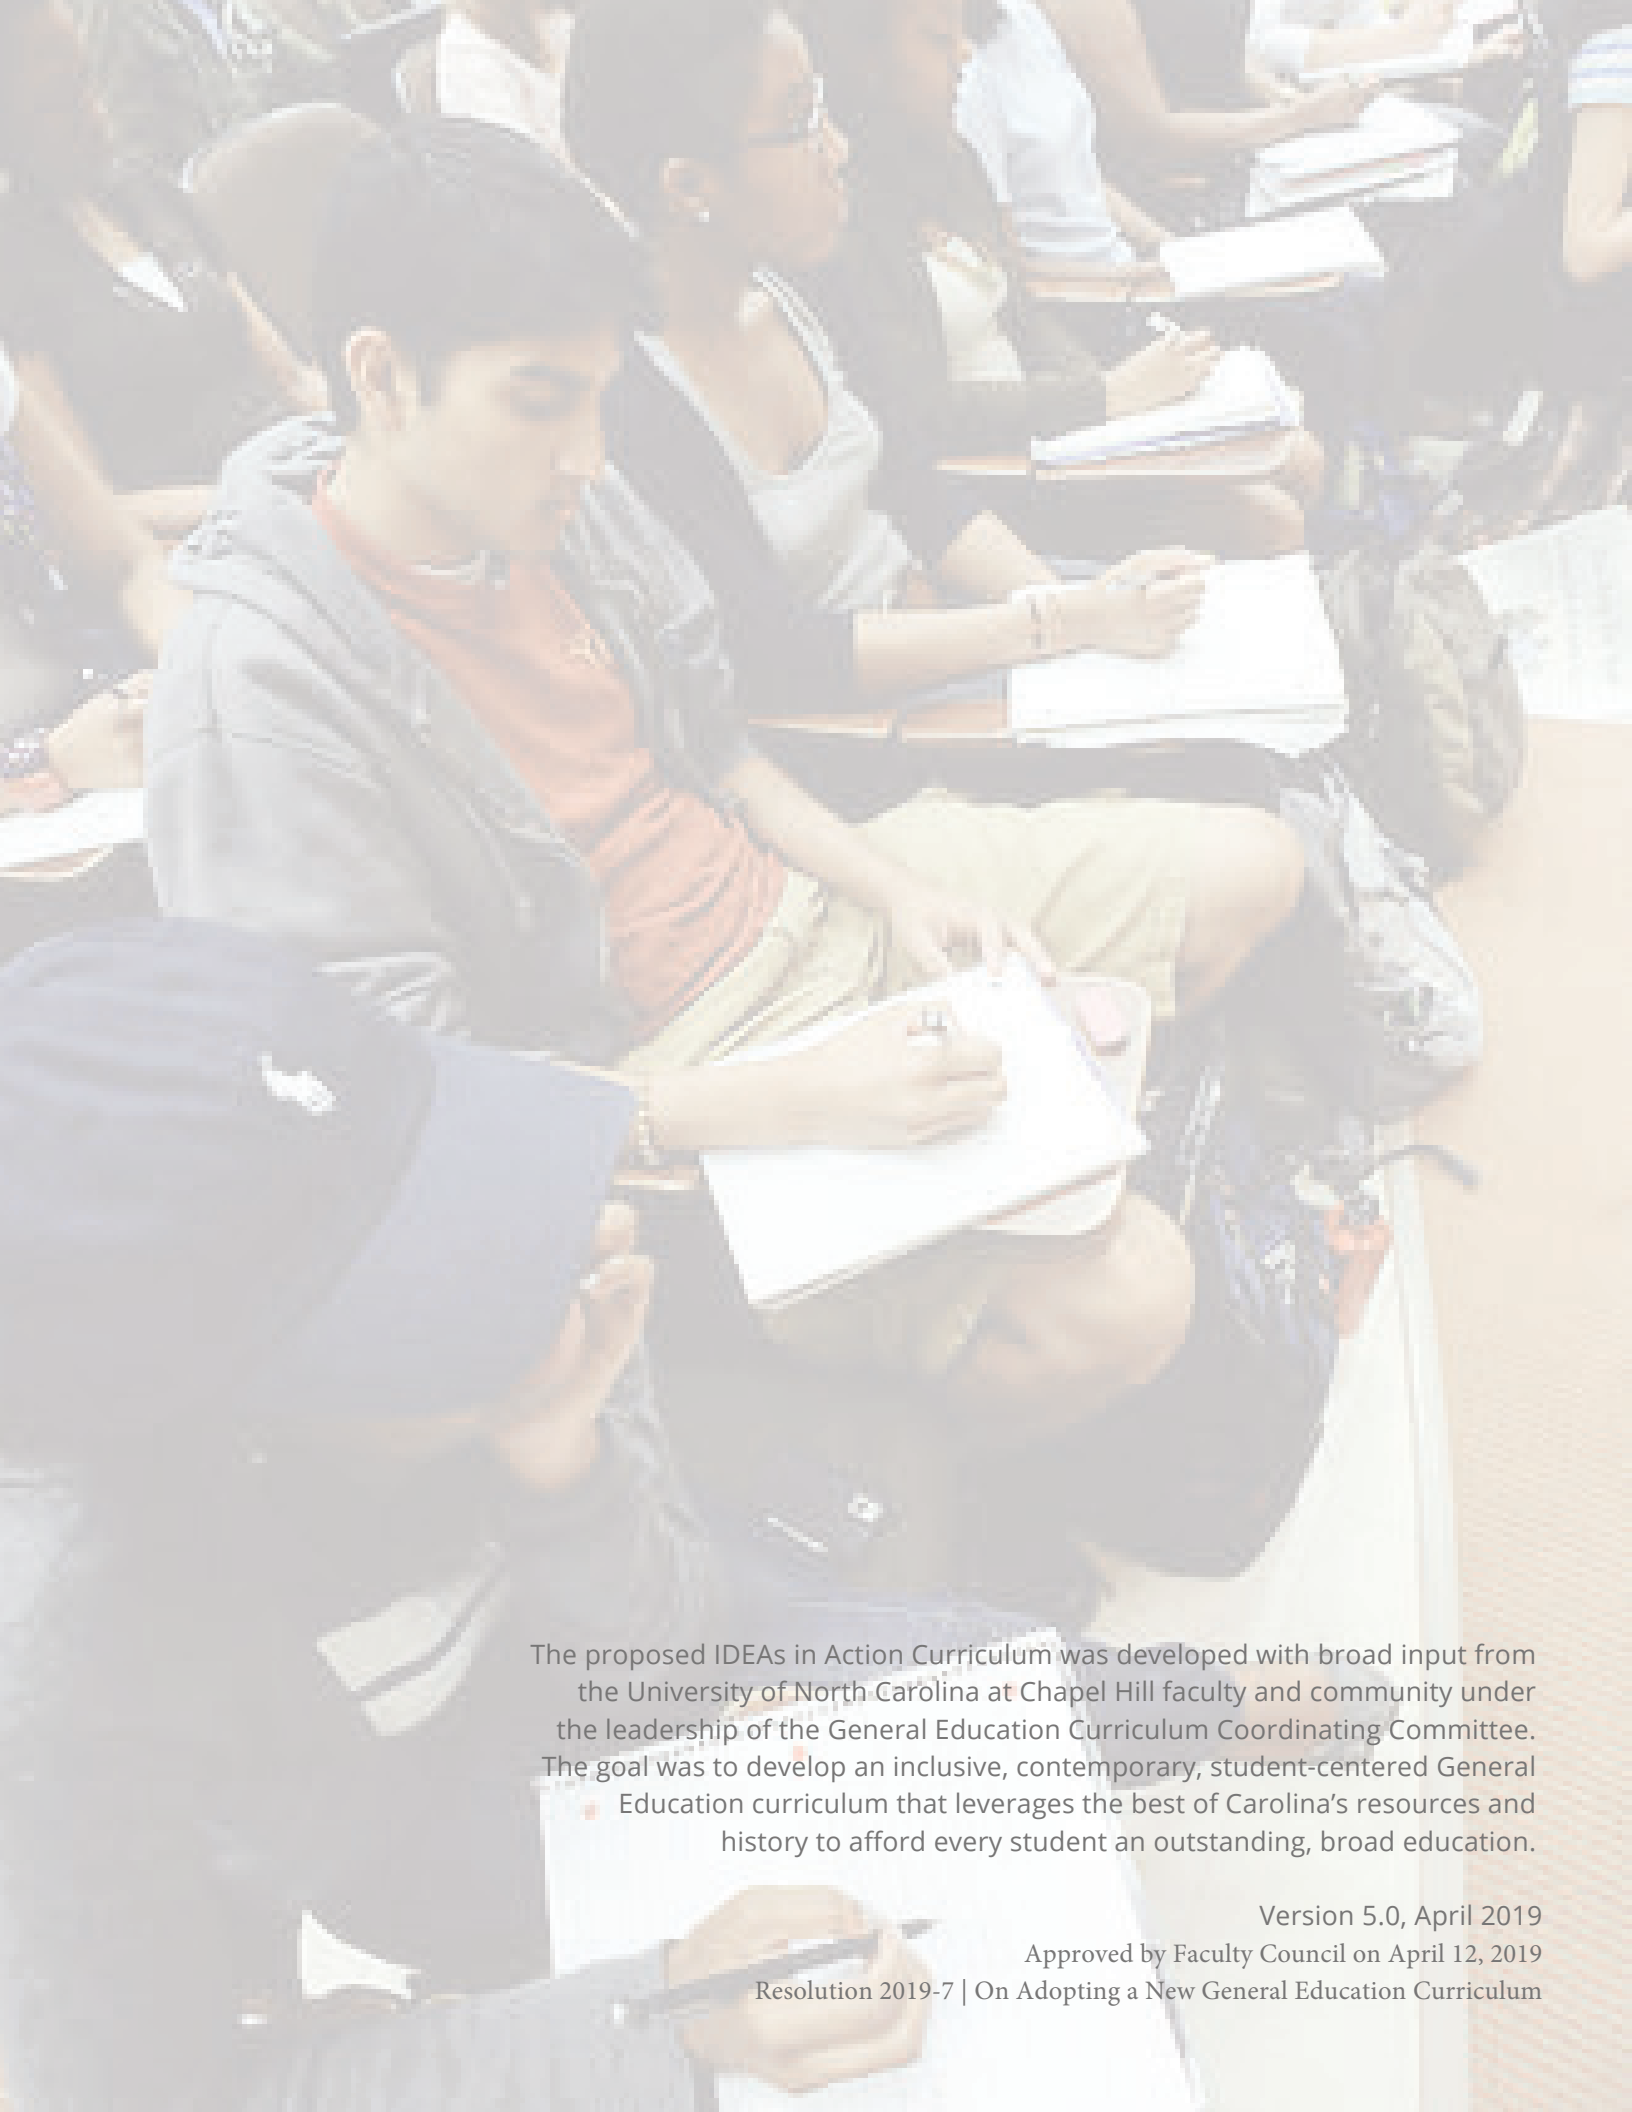 The proposed IDEAs in Action Curriculum was developed with broad input from
the University of North Carolina at Chapel Hill faculty and community under
the leadership of the General Education Curriculum Coordinating Committee.
The goal was to develop an inclusive, contemporary, student-centered General
Education curriculum that leverages the best of Carolina’s resources and
history to afford every student an outstanding, broad education.
Version 5.0, April 2019
Approved by Faculty Council on April 12, 2019
Resolution 2019-7 | On Adopting a New General Education Curriculum